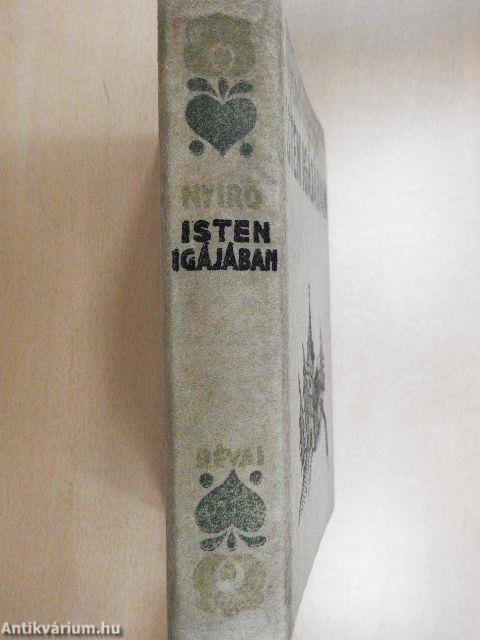 NYIRŐ
ISTEN
IGÁJÁBAN
RÉVAI
Antikvárium.hu